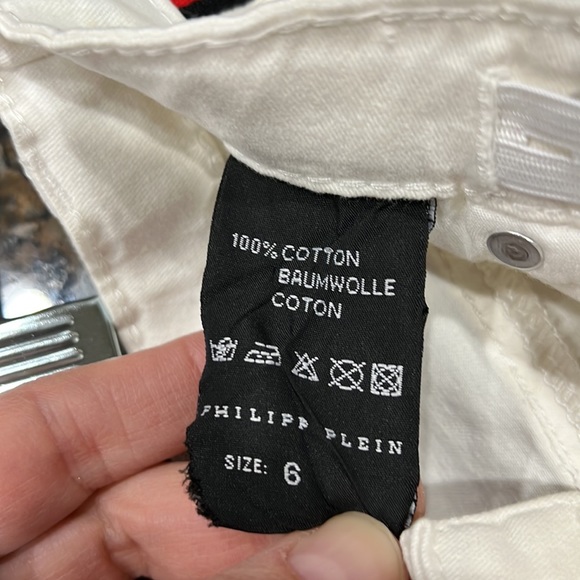 100% COTTON
BAUMWOLLE
COTON
PHILIPP PLEIN
SIZE: 6